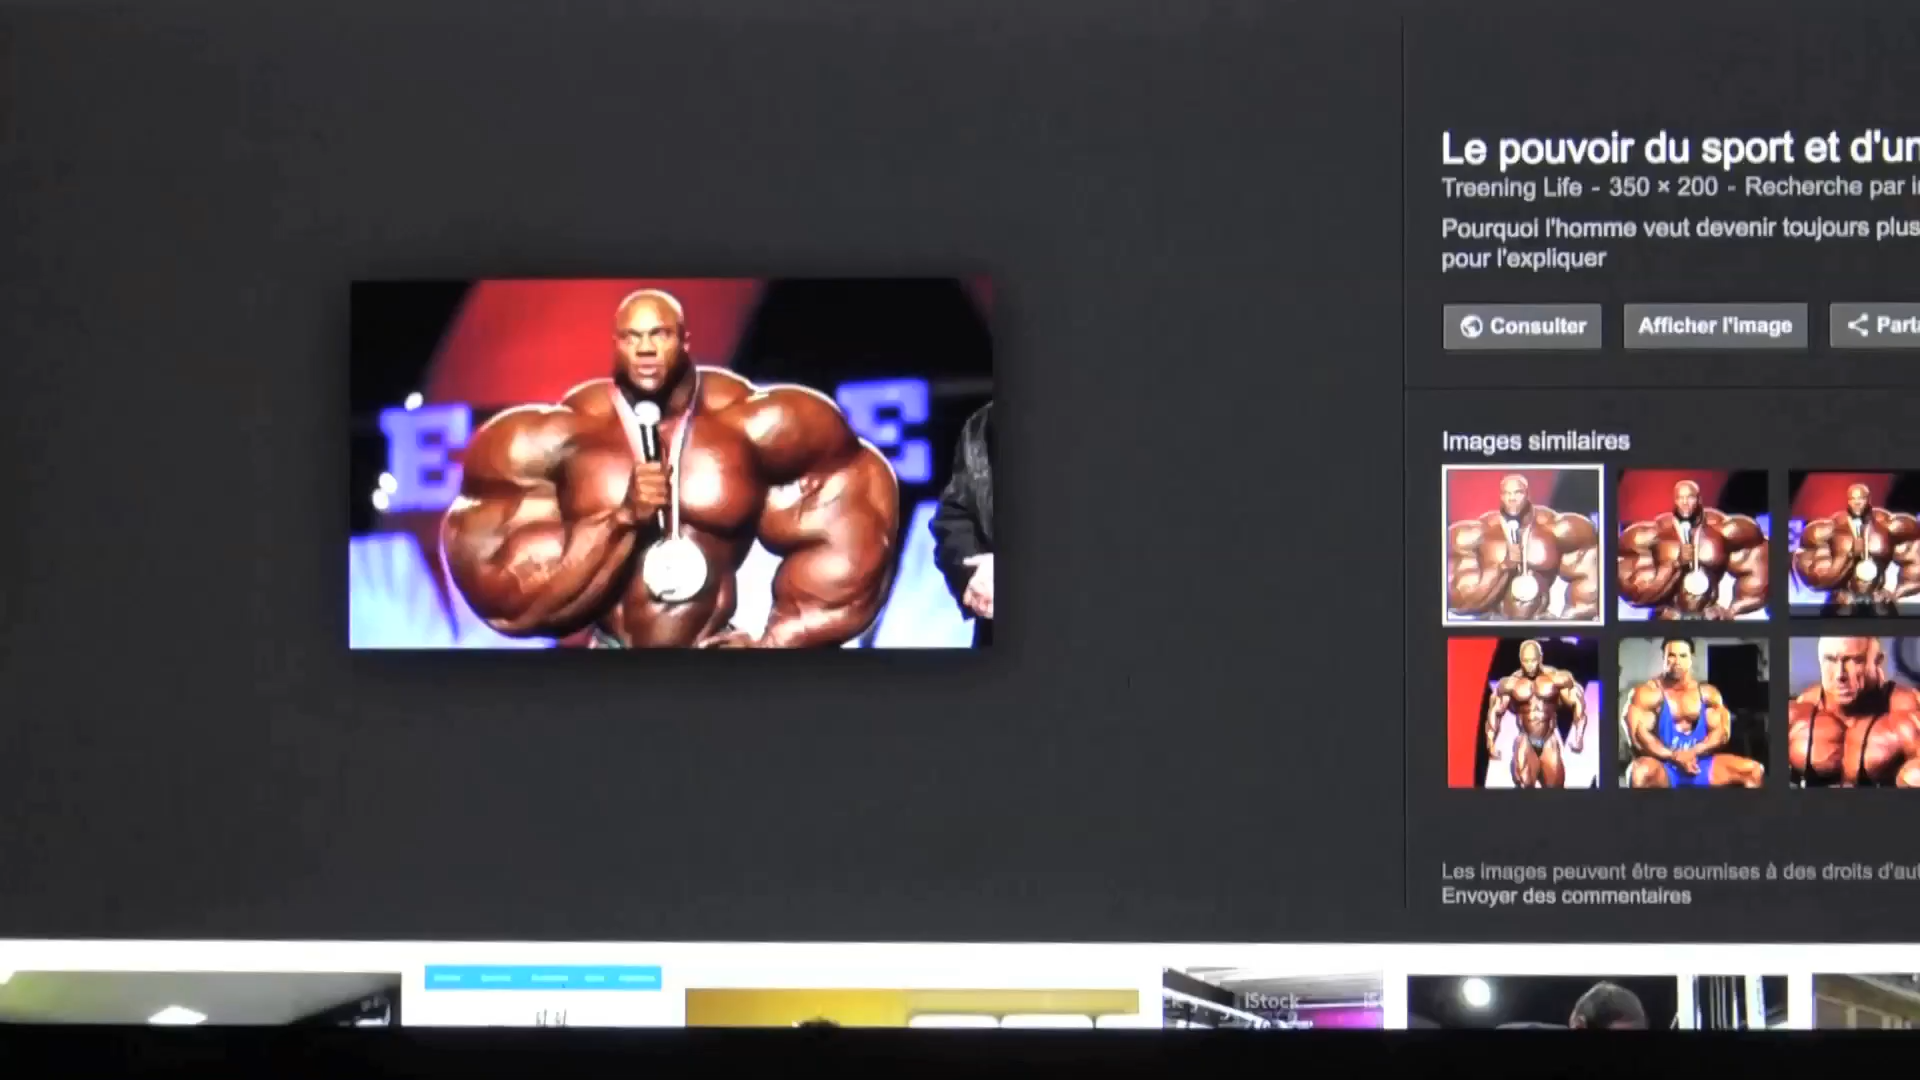 Le pouvoir du sport et d'un
Treening Life - 350 × 200 - Recherche par i
Pourquoi l'homme veut devenir toujours plus
pour l'expliquer
Consulter
Afficher l'image
Parta
E E
Images similaires
Les images peuvent être soumises à des droits d'aut
Envoyer des commentaires
iStock